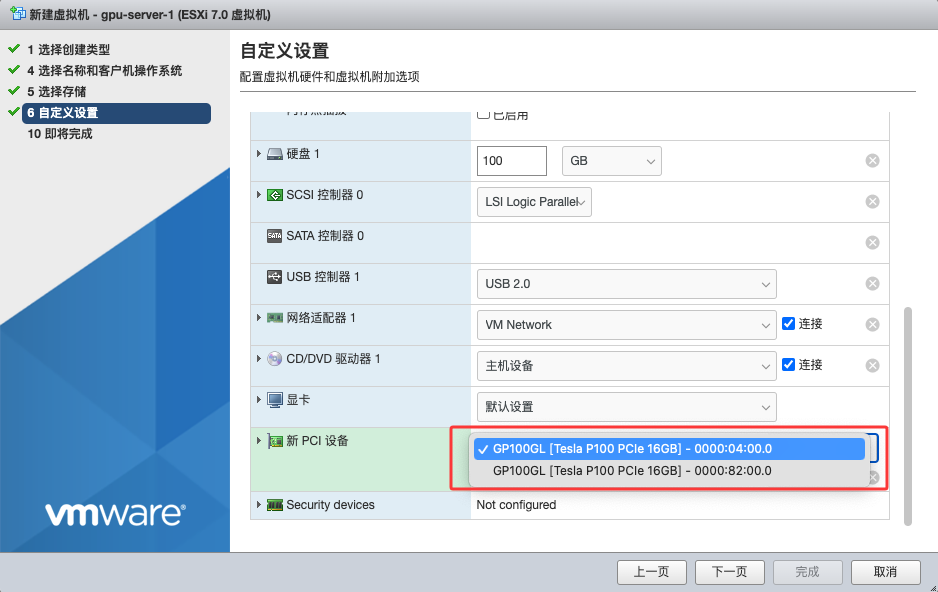 新建虚拟机 - gpu-server-1 (ESXi 7.0 虚拟机)
1 选择创建类型
4 选择名称和客户机操作系统
5 选择存储
6 自定义设置
10 即将完成
自定义设置
配置虚拟机硬件和虚拟机附加选项
已启用
硬盘 1
100 GB
SCSI 控制器 0
LSI Logic Parallel
SATA SATA 控制器 0
USB 控制器 1
USB 2.0
网络适配器 1
VM Network 连接
CD/DVD 驱动器 1
主机设备 连接
显卡
默认设置
新 PCI 设备
GP100GL [Tesla P100 PCIe 16GB] - 0000:04:00.0
GP100GL [Tesla P100 PCIe 16GB] - 0000:82:00.0
Security devices
Not configured
vmware®
上一页 下一页 完成 取消